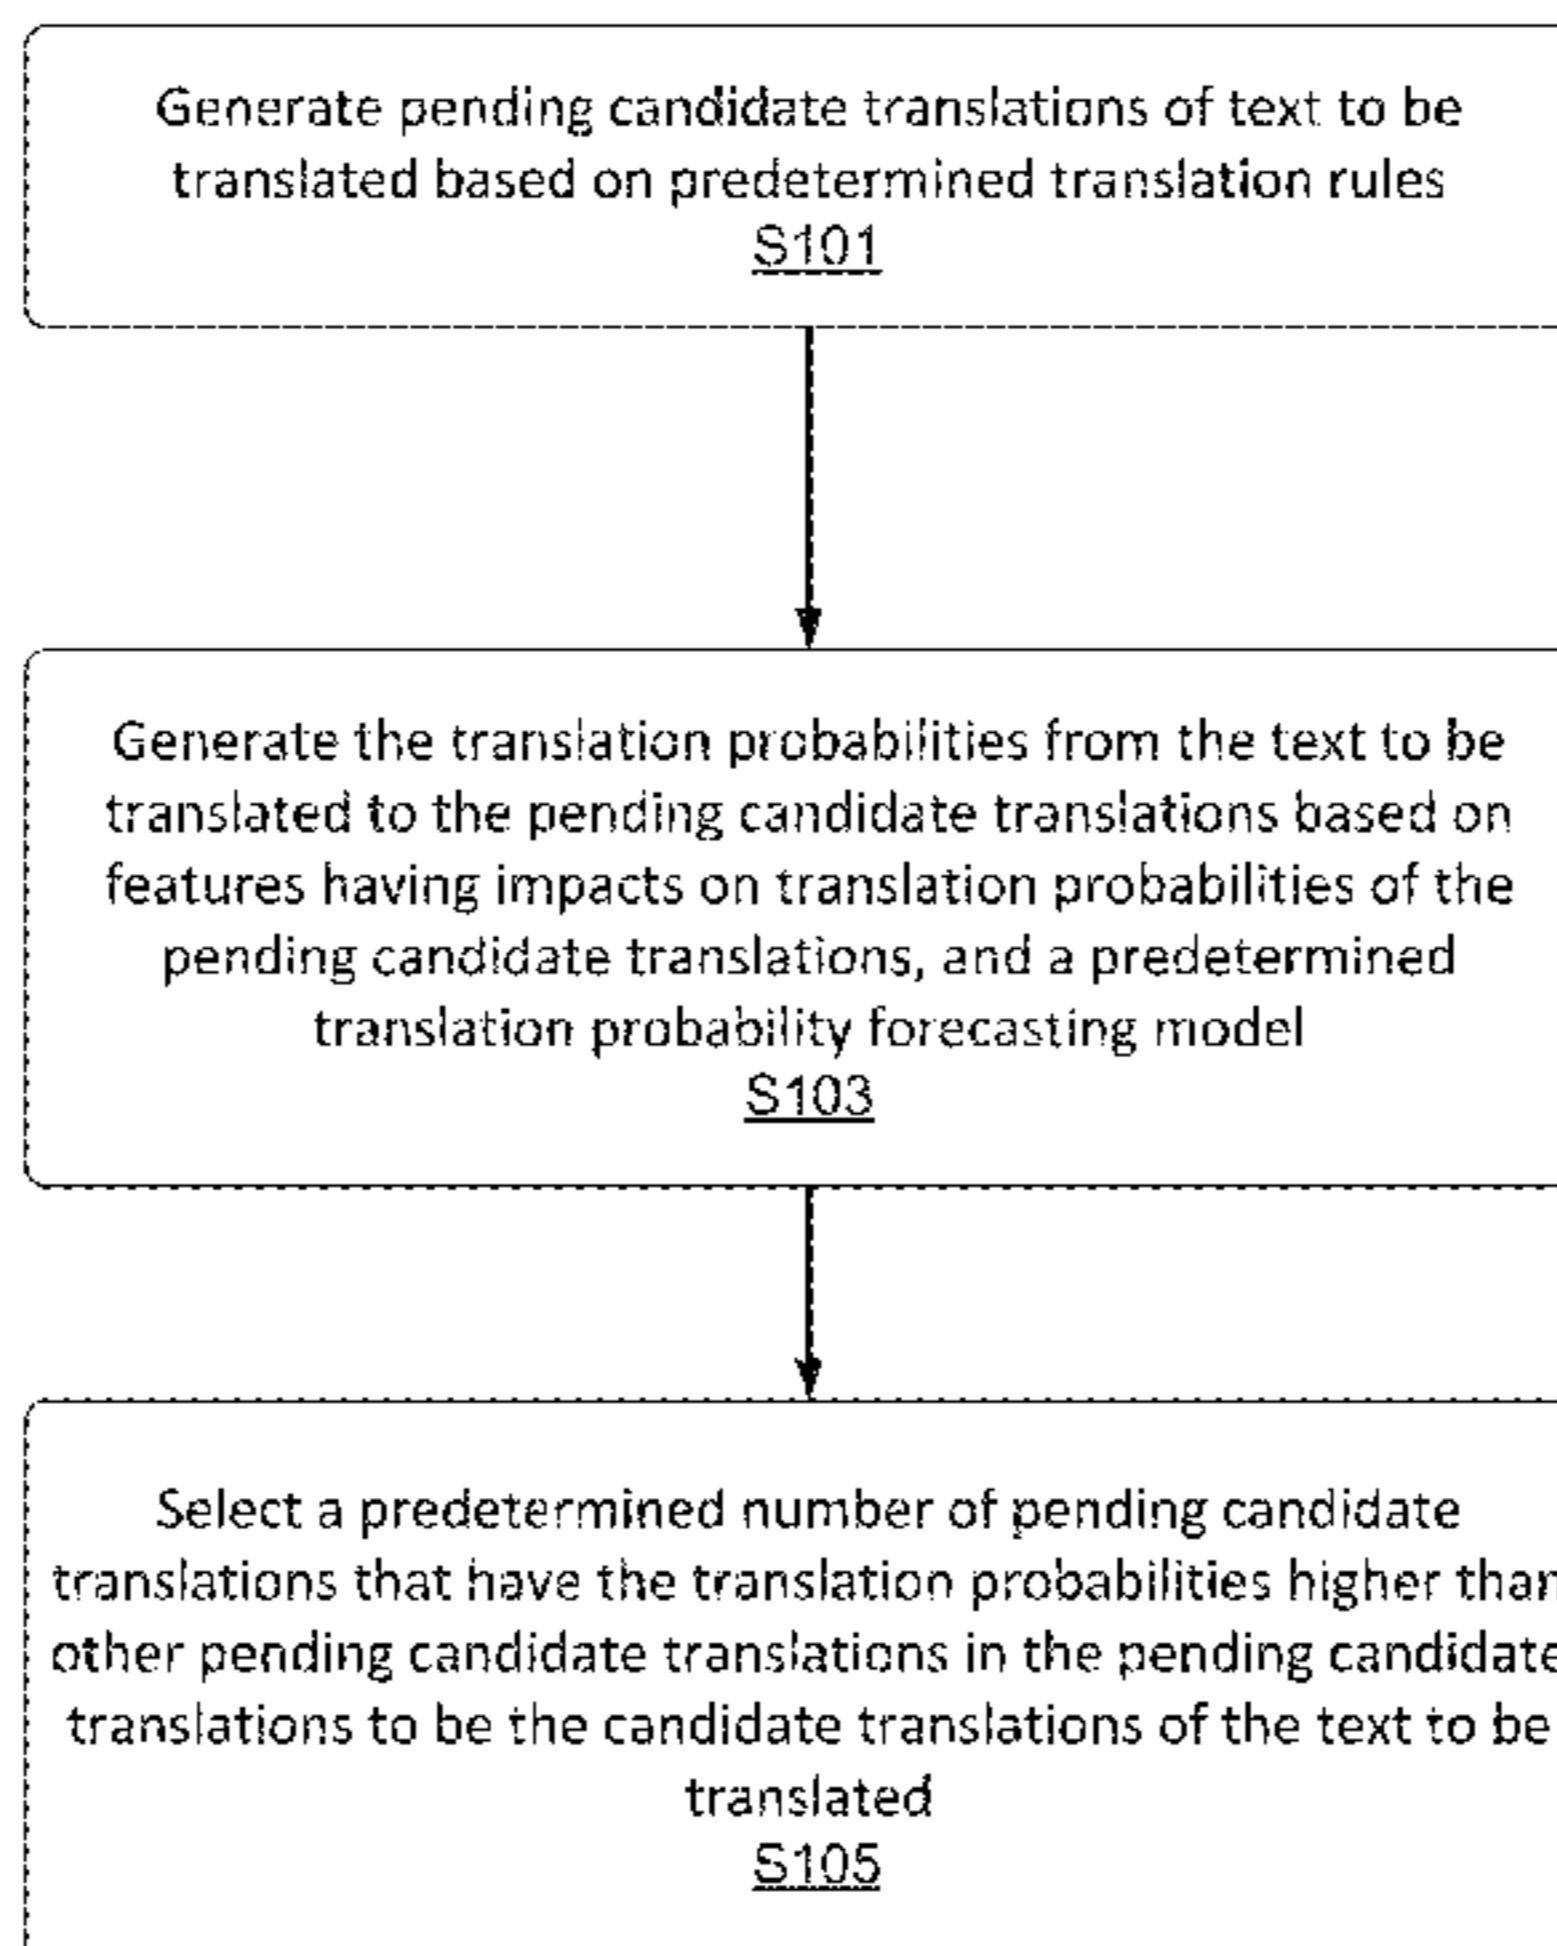 Generate pending candidate translations of text to be
translated based on predetermined translation rules
S101
Generate the translation probabilities from the text to be
translated to the pending candidate translations based on
features having impacts on translation probabilities of the
pending candidate translations, and a predetermined
translation probability forecasting model
S103
Select a predetermined number of pending candidate
translations that have the translation probabilities higher than
other pending candidate translations in the pending candidate
translations to be the candidate translations of the text to be
translated
S105